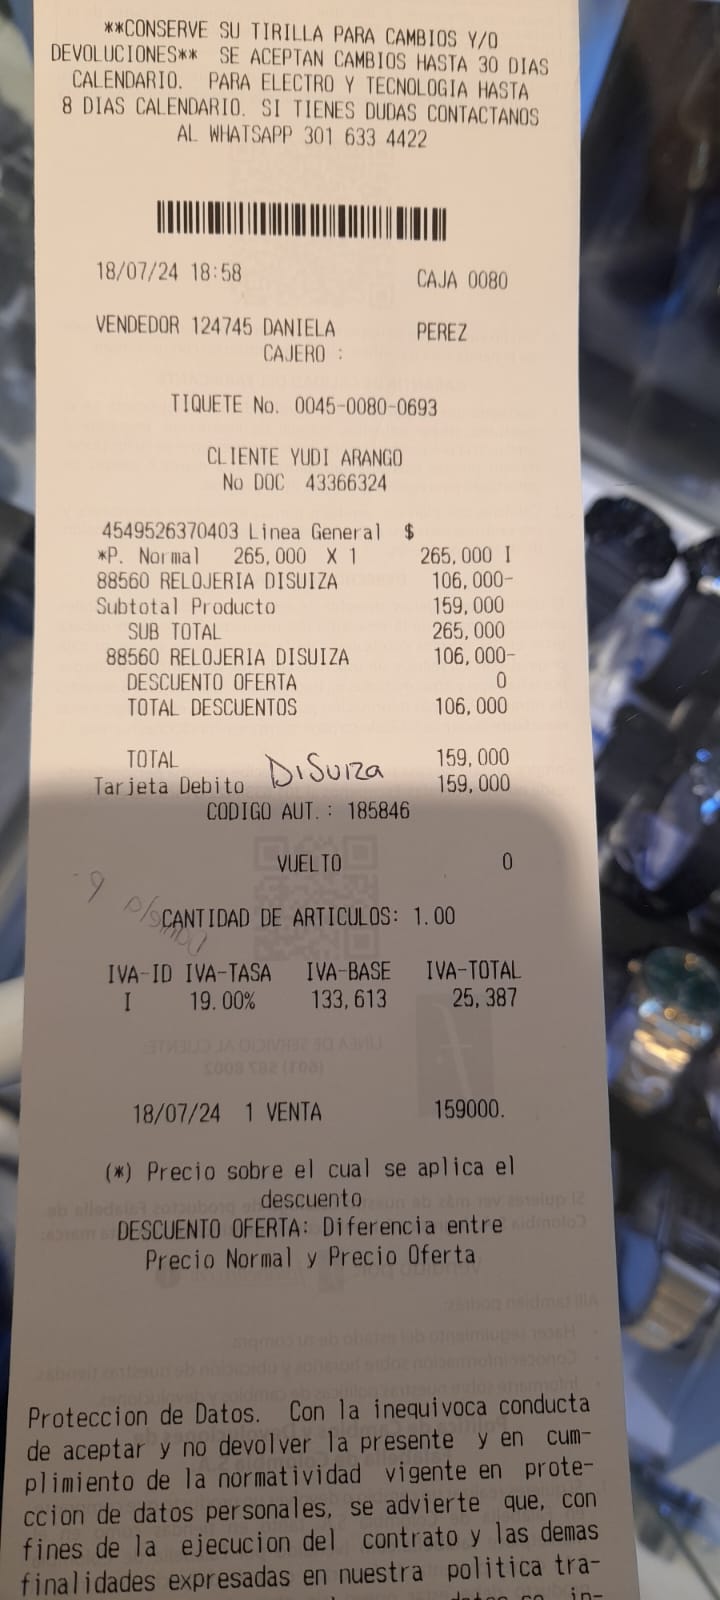 **CONSERVE SU TIRILLA PARA CAMBIOS Y/O
DEVOLUCIONES** SE ACEPTAN CAMBIOS HASTA 30 DIAS
CALENDARIO. PARA ELECTRO Y TECNOLOGIA HASTA
8 DIAS CALENDARIO. SI TIENES DUDAS CONTACTANOS
AL WHATSAPP 301 633 4422
18/07/24 18:58 CAJA 0080
VENDEDOR 124745 DANIELA PEREZ
CAJERO :
TIQUETE No. 0045-0080-0693
CLIENTE YUDI ARANGO
No DOC 43366324
4549526370403 Linea General $
*P. Normal 265,000 X 1 265,000 I
88560 RELOJERIA DISUIZA 106,000-
Subtotal Producto 159,000
SUB TOTAL 265,000
88560 RELOJERIA DISUIZA 106,000-
DESCUENTO OFERTA 0
TOTAL DESCUENTOS 106,000
TOTAL 159,000
DiSuiza
Tarjeta Debito 159,000
CODIGO AUT. : 185846
VUELTO 0
CANTIDAD DE ARTICULOS: 1.00
IVA-ID IVA-TASA IVA-BASE IVA-TOTAL
I 19.00% 133,613 25,387
LÍNEA DE SERVICIO AL CLIENTE:
(601) 587 8002
18/07/24 1 VENTA 159000.
(*) Precio sobre el cual se aplica el
descuento
DESCUENTO OFERTA: Diferencia entre
Precio Normal y Precio Oferta
Proteccion de Datos. Con la inequivoca conducta
de aceptar y no devolver la presente y en cum-
plimiento de la normatividad vigente en prote-
ccion de datos personales, se advierte que, con
fines de la ejecucion del contrato y las demas
finalidades expresadas en nuestra politica tra-